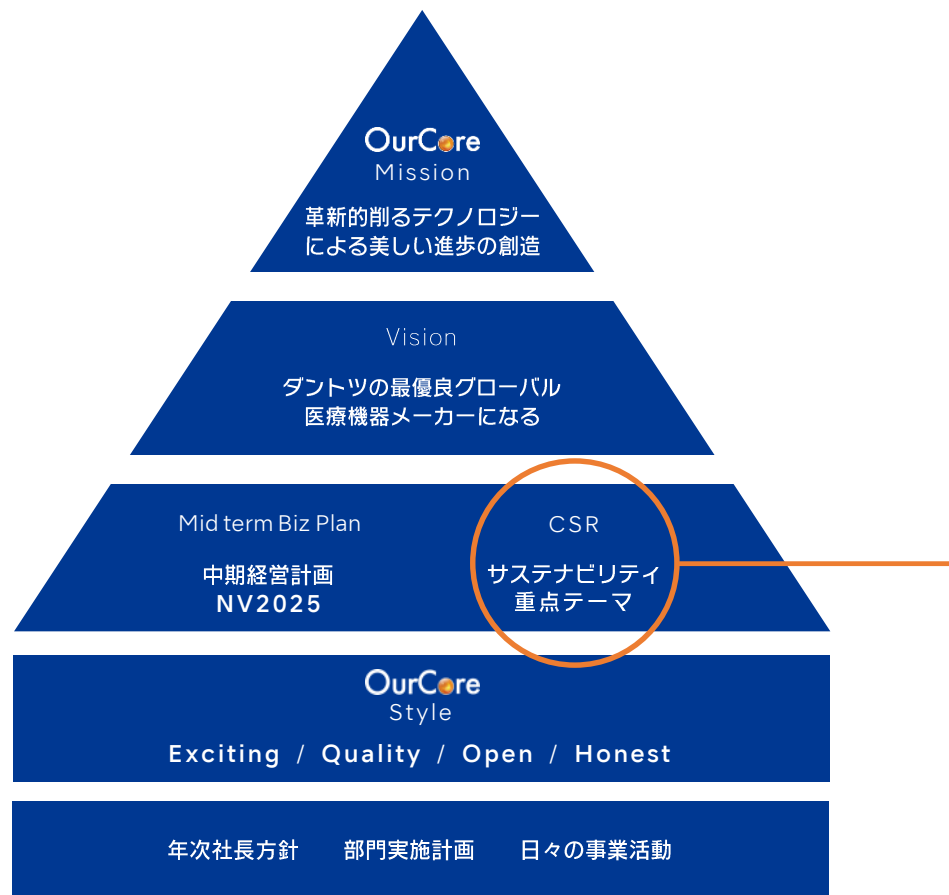 OurCore
Mission
革新的削るテクノロジー
による美しい進歩の創造
Vision
ダントツの最優良グローバル
医療機器メーカーになる
Mid term Biz Plan
中期経営計画
NV2025
CSR
サステナビリティ
重点テーマ
OurCore
Style
Exciting / Quality / Open / Honest
年次社長方針 部門実施計画 日々の事業活動